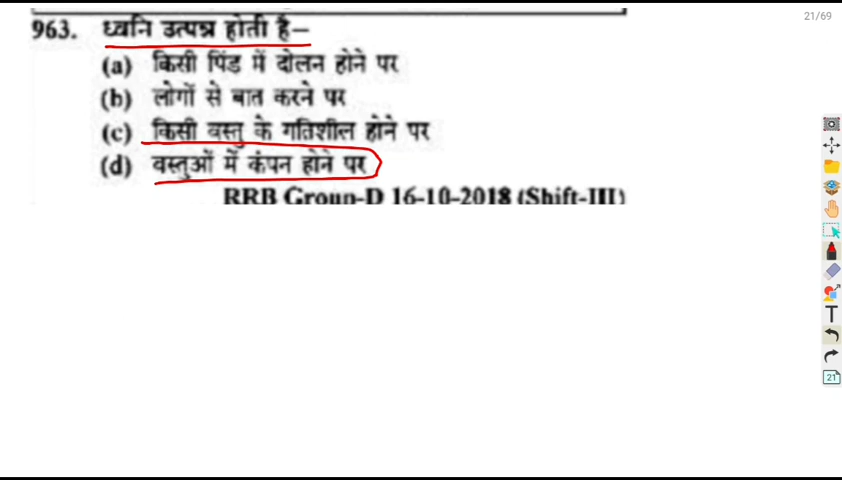 21/69
963. ध्वनि उत्पन्न होती है–
(a) किसी पिंड में दोलन होने पर
(b) लोगों से बात करने पर
(c) किसी वस्तु के गतिशील होने पर
(d) वस्तुओं में कंपन होने पर
RRB Group-D 16-10-2018 (Shift-III)
T
21